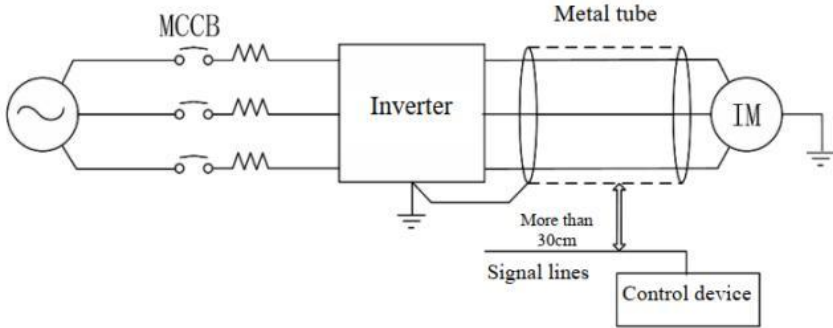 Metal tube
MCCB
Inverter
IM
More than
30cm
Signal lines
Control device